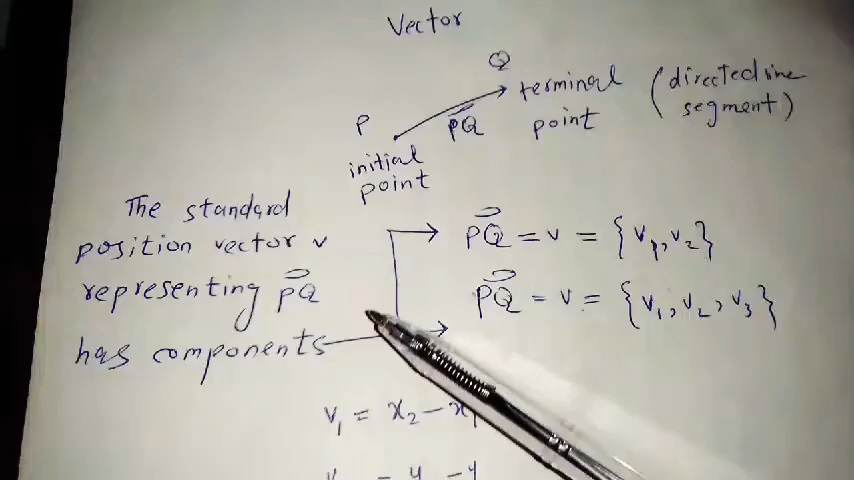 Vector
Q
terminal point
(directed line segment)
P
PQ
initial point
The standard
position vector v
representing PQ
has components
PQ = v = {v₁, v₂}
PQ = v = {v₁, v₂, v₃}
v₁ = x₂ − x₁